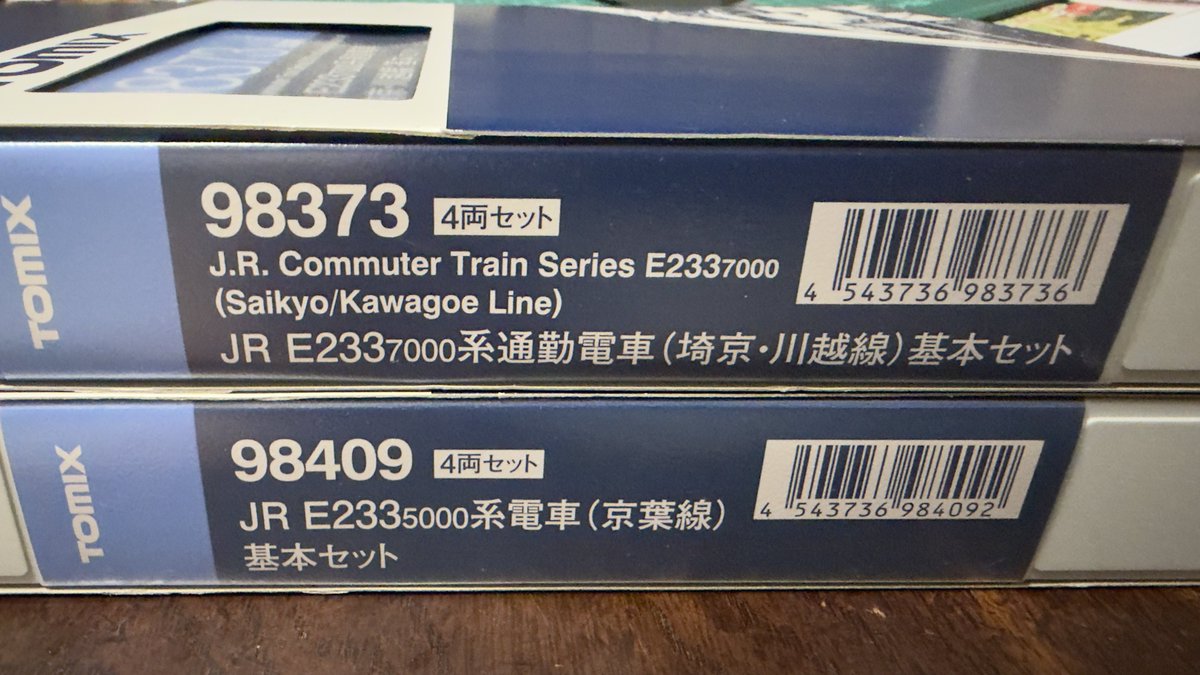 TOMIX
TOMIX
98373 4両セット
J.R. Commuter Train Series E2337000
(Saikyo/Kawagoe Line)
JR E2337000系通勤電車(埼京・川越線)基本セット
4 543736 983736
TOMIX
98409 4両セット
JR E2335000系電車(京葉線)
基本セット
4 543736 984092